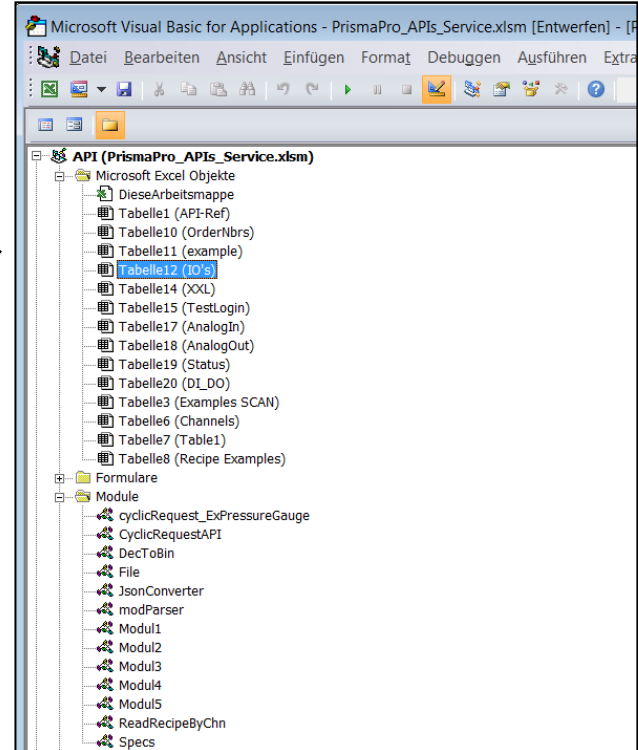 Microsoft Visual Basic for Applications - PrismaPro_APIs_Service.xlsm [Entwerfen] - [
Datei Bearbeiten Ansicht Einfügen Format Debuggen Ausführen Extra
API (PrismaPro_APIs_Service.xlsm)
Microsoft Excel Objekte
DieseArbeitsmappe
Tabelle1 (API-Ref)
Tabelle10 (OrderNbrs)
Tabelle11 (example)
Tabelle12 (IO's)
Tabelle14 (XXL)
Tabelle15 (TestLogin)
Tabelle17 (AnalogIn)
Tabelle18 (AnalogOut)
Tabelle19 (Status)
Tabelle20 (DI_DO)
Tabelle3 (Examples SCAN)
Tabelle6 (Channels)
Tabelle7 (Table1)
Tabelle8 (Recipe Examples)
Formulare
Module
cyclicRequest_ExPressureGauge
CyclicRequestAPI
DecToBin
File
JsonConverter
modParser
Modul1
Modul2
Modul3
Modul4
Modul5
ReadRecipeByChn
Specs